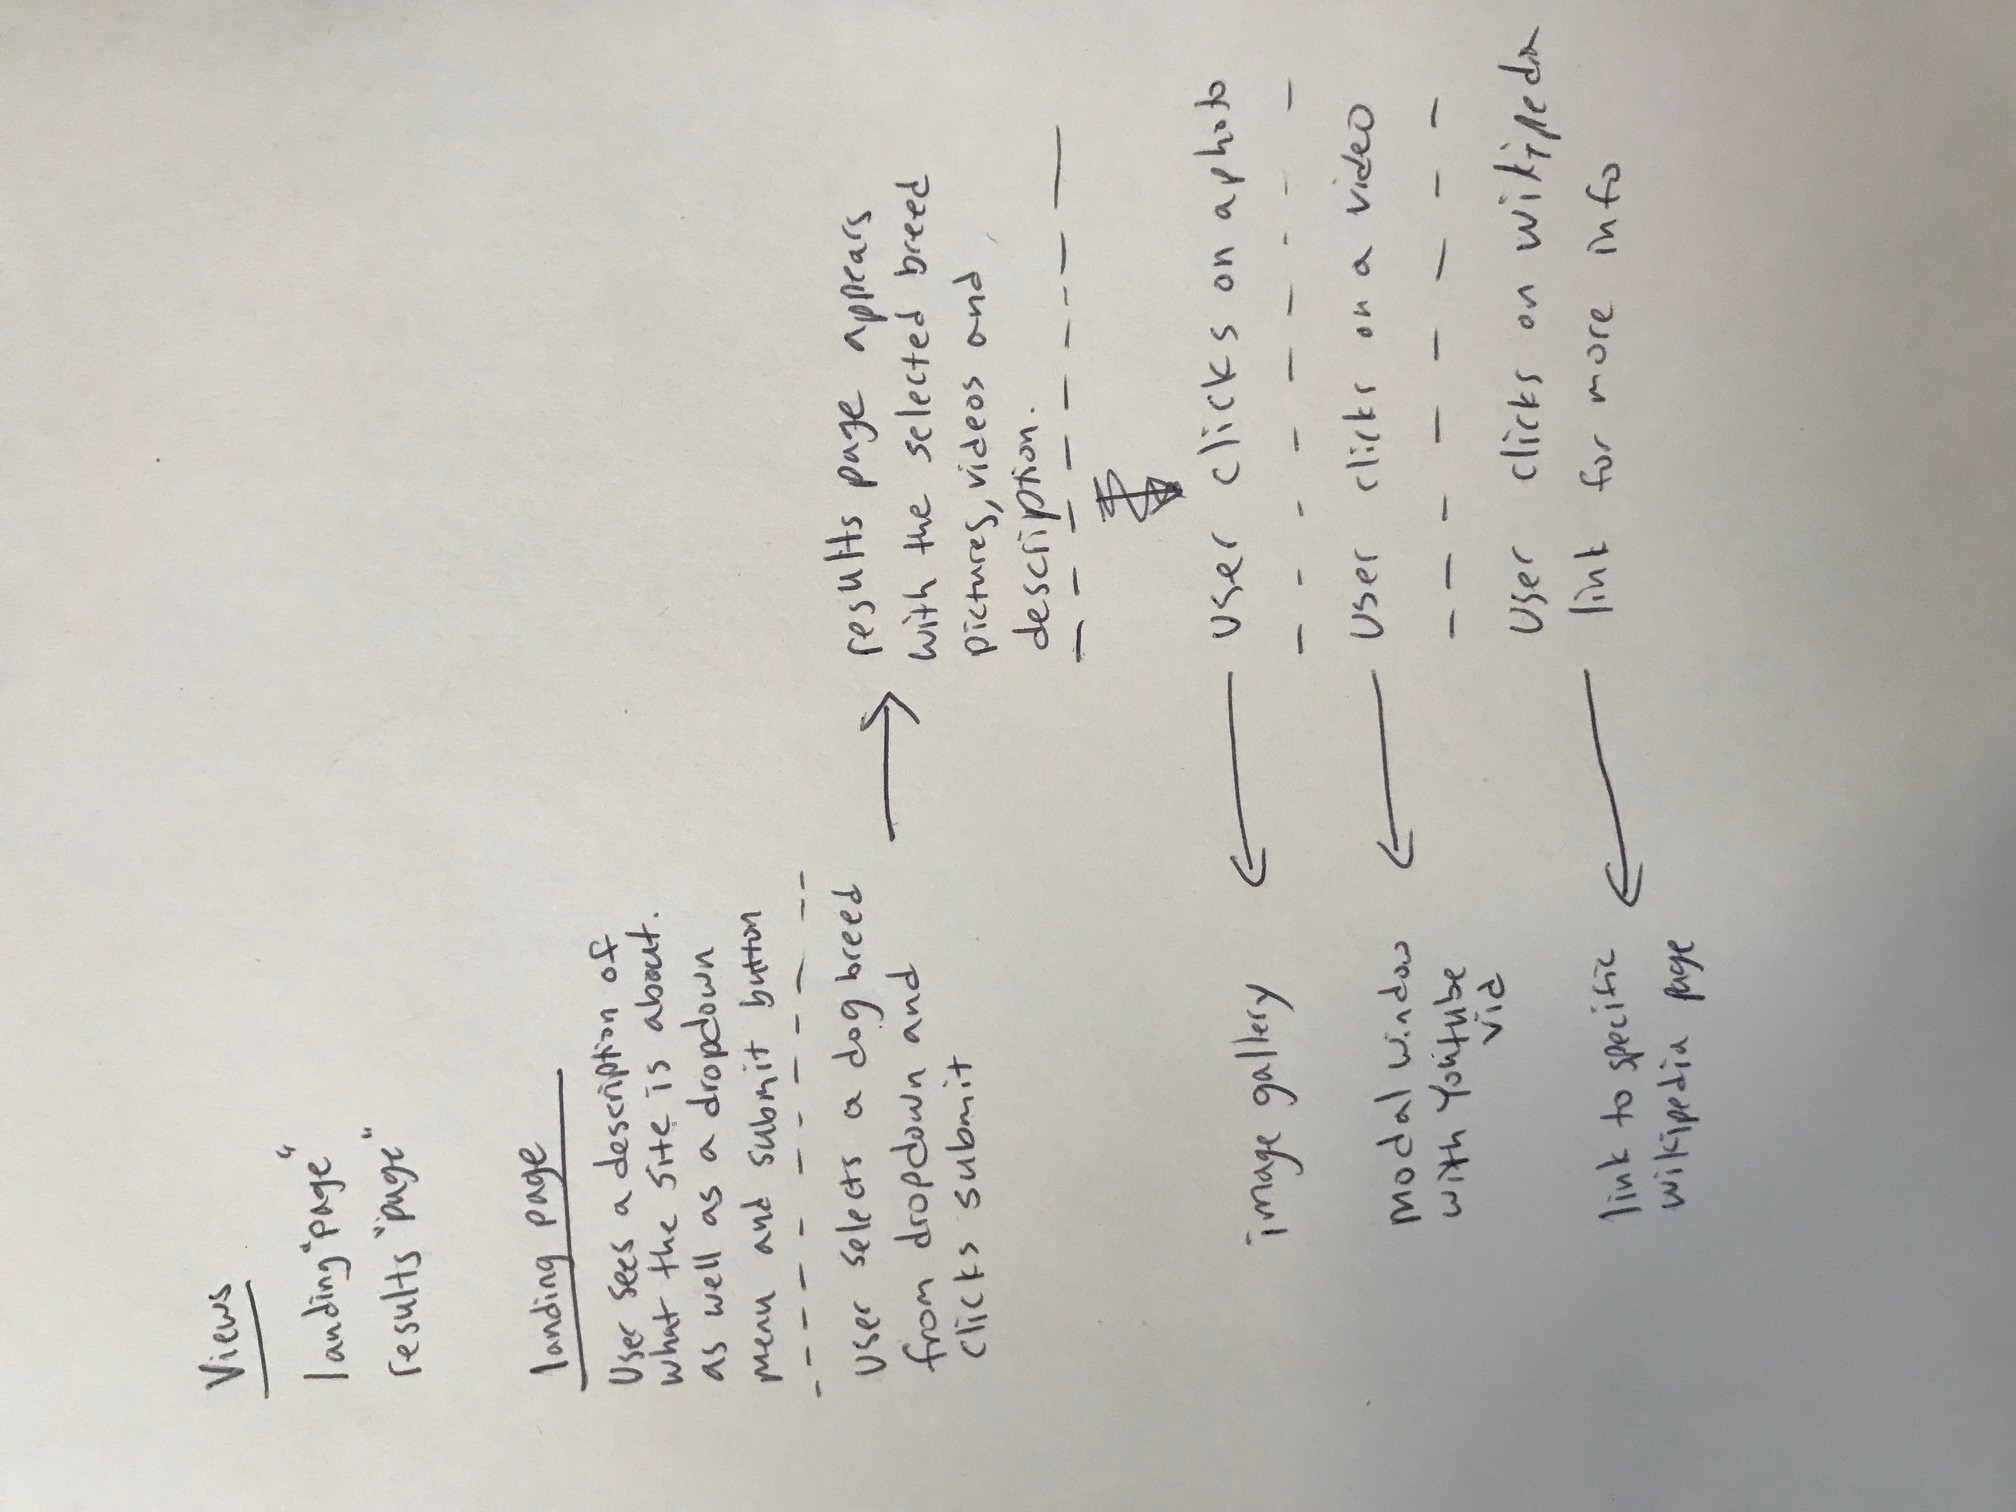 Views
landing "page"
results "page"
landing page
User sees a description of
what the site is about.
as well as a dropdown
menu and submit button
User selects a dog breed
from dropdown and
clicks submit
results page appears
with the selected breed
pictures, videos and
description.
User clicks on a photo
image gallery
User clicks on a video
modal window
with Youtube
vid
User clicks on wikipedia
link for more info
link to specific
wikipedia page